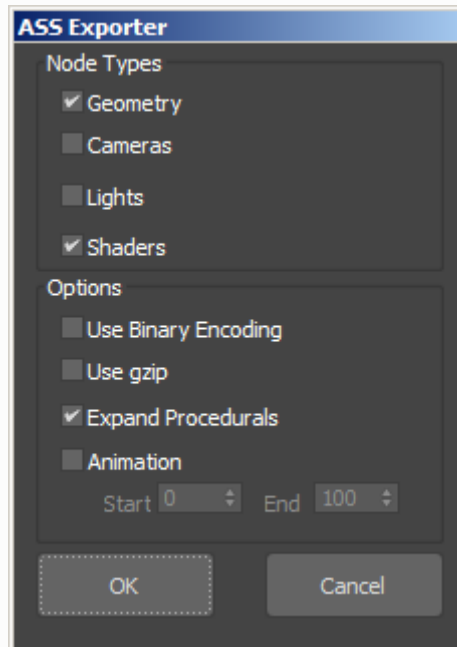 ASS Exporter
Node Types
Geometry
Cameras
Lights
Shaders
Options
Use Binary Encoding
Use gzip
Expand Procedurals
Animation
Start 0 End 100
OK Cancel